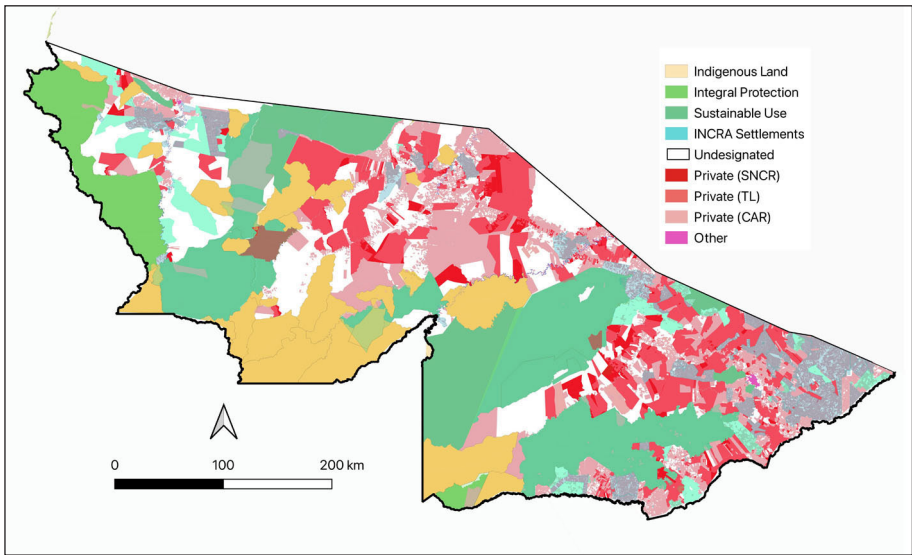 Indigenous Land
Integral Protection
Sustainable Use
INCRA Settlements
Undesignated
Private (SNCR)
Private (TL)
Private (CAR)
Other
0 100 200 km